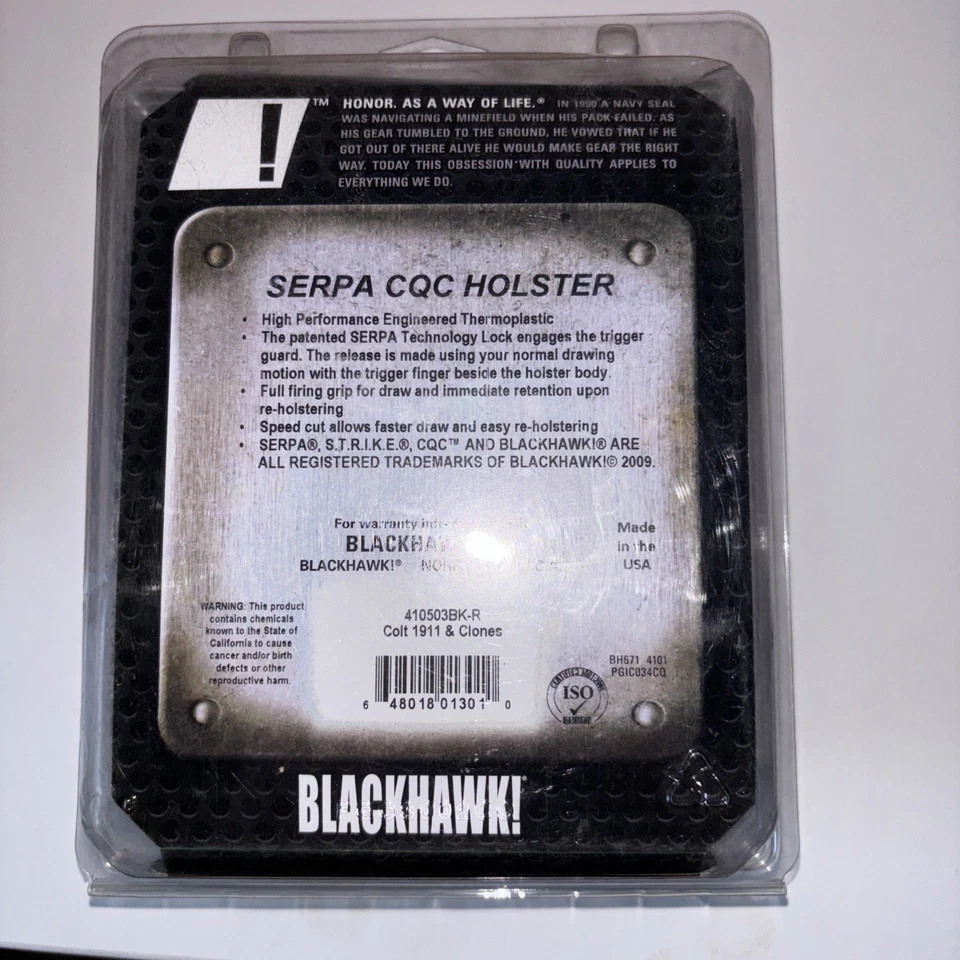 ! ™ HONOR. AS A WAY OF LIFE.® IN 1990 A NAVY SEAL
WAS NAVIGATING A MINEFIELD WHEN HIS PACK FAILED. AS
HIS GEAR TUMBLED TO THE GROUND, HE VOWED THAT IF HE
GOT OUT OF THERE ALIVE HE WOULD MAKE GEAR THE RIGHT
WAY. TODAY THIS OBSESSION WITH QUALITY APPLIES TO
EVERYTHING WE DO.
SERPA CQC HOLSTER
• High Performance Engineered Thermoplastic
• The patented SERPA Technology Lock engages the trigger
guard. The release is made using your normal drawing
motion with the trigger finger beside the holster body.
• Full firing grip for draw and immediate retention upon
re-holstering
• Speed cut allows faster draw and easy re-holstering
• SERPA®, S.T.R.I.K.E.®, CQC™ AND BLACKHAWK!® ARE
ALL REGISTERED TRADEMARKS OF BLACKHAWK!© 2009.
For warranty
BLACKHAWK!®
Made
in the
USA
WARNING: This product
contains chemicals
known to the State of
California to cause
cancer and/or birth
defects or other
reproductive harm.
410503BK-R
Colt 1911 & Clones
6 48018 01301 0
BH671 4101
PGIC034CQ
ISO
BLACKHAWK!